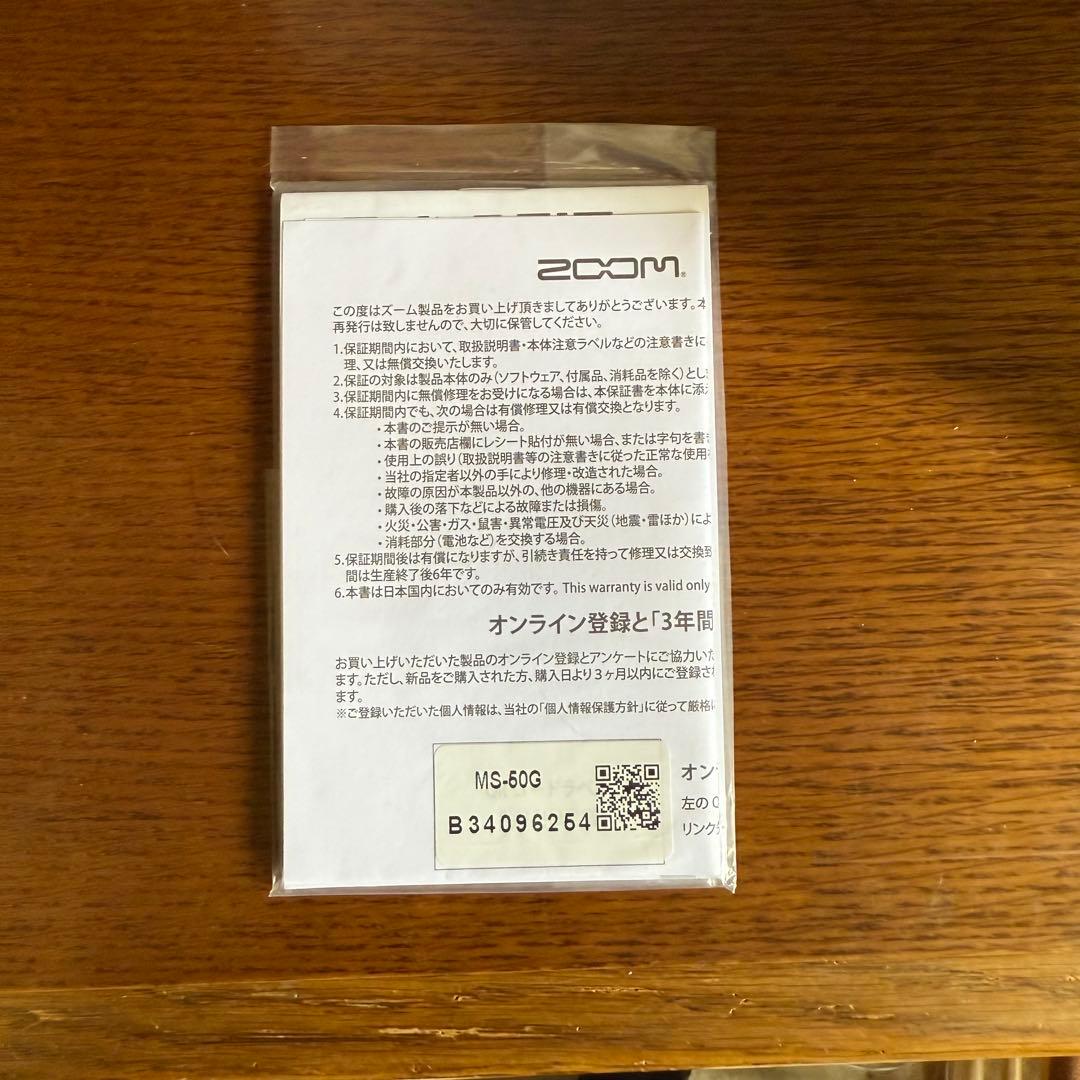 ZOOM®
この度はズーム製品をお買い上げ頂きましてありがとうございます。本
再発行は致しませんので、大切に保管してください。
1.保証期間内において、取扱説明書・本体注意ラベルなどの注意書きに
理、又は無償交換いたします。
2.保証の対象は製品本体のみ（ソフトウェア、付属品、消耗品を除く）とし
3.保証期間内に無償修理をお受けになる場合は、本保証書を本体に添
4.保証期間内でも、次の場合は有償修理又は有償交換となります。
・本書のご提示が無い場合。
・本書の販売店欄にレシート貼付が無い場合、または字句を書き
・使用上の誤り（取扱説明書等の注意書きに従った正常な使用
・当社の指定者以外の手により修理・改造された場合。
・故障の原因が本製品以外の、他の機器にある場合。
・購入後の落下などによる故障または損傷。
・火災・公害・ガス・鼠害・異常電圧及び天災（地震・雷ほか）によ
・消耗部分（電池など）を交換する場合。
5.保証期間後は有償になりますが、引続き責任を持って修理又は交換致
間は生産終了後6年です。
6.本書は日本国内においてのみ有効です。This warranty is valid only
オンライン登録と「3年間
お買い上げいただいた製品のオンライン登録とアンケートにご協力いた
ます。ただし、新品をご購入された方、購入日より３ヶ月以内にご登録され
ます。
※ご登録いただいた個人情報は、当社の「個人情報保護方針」に従って厳格に
MS-50G
B34096254
オン
左の
リンク